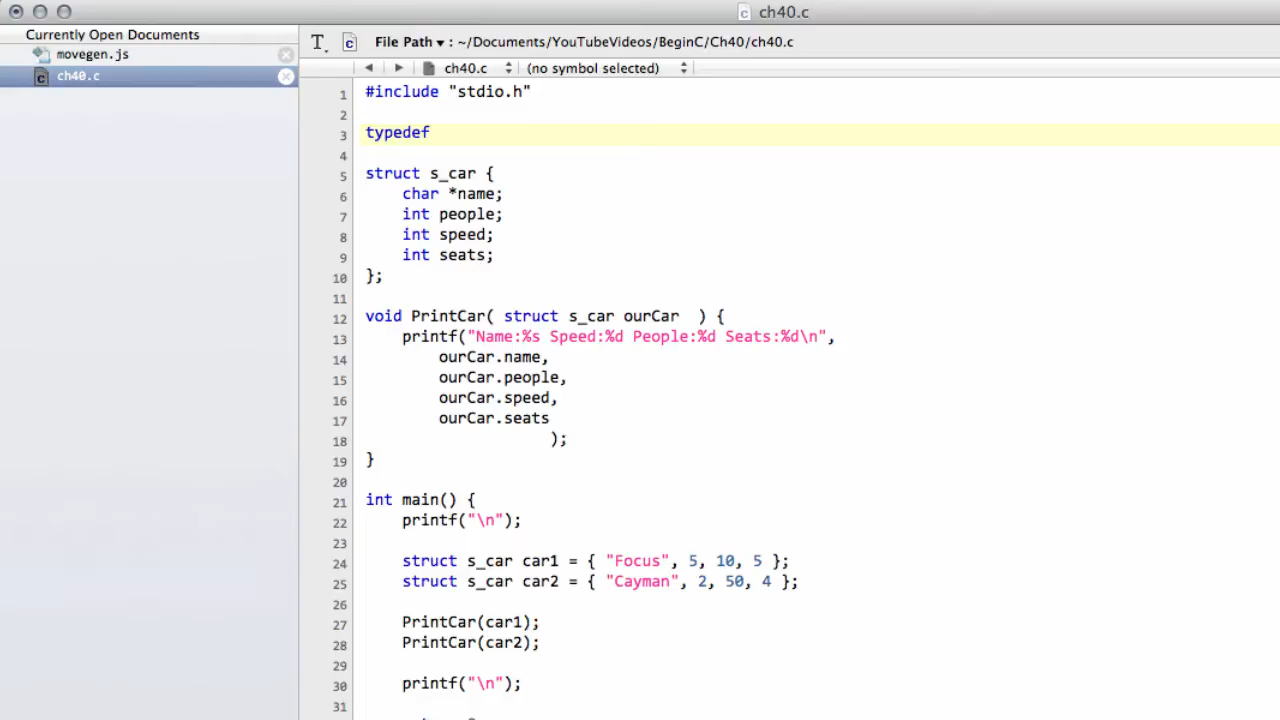 ch40.c
Currently Open Documents
movegen.js
ch40.c
File Path ▾ : ~/Documents/YouTubeVideos/BeginC/Ch40/ch40.c
ch40.c (no symbol selected)
1 #include "stdio.h"
2
3 typedef
4
5 struct s_car {
6 char *name;
7 int people;
8 int speed;
9 int seats;
10 };
11
12 void PrintCar( struct s_car ourCar  ) {
13 printf("Name:%s Speed:%d People:%d Seats:%d\n",
14 ourCar.name,
15 ourCar.people,
16 ourCar.speed,
17 ourCar.seats
18 );
19 }
20
21 int main() {
22 printf("\n");
23
24 struct s_car car1 = { "Focus", 5, 10, 5 };
25 struct s_car car2 = { "Cayman", 2, 50, 4 };
26
27 PrintCar(car1);
28 PrintCar(car2);
29
30 printf("\n");
31